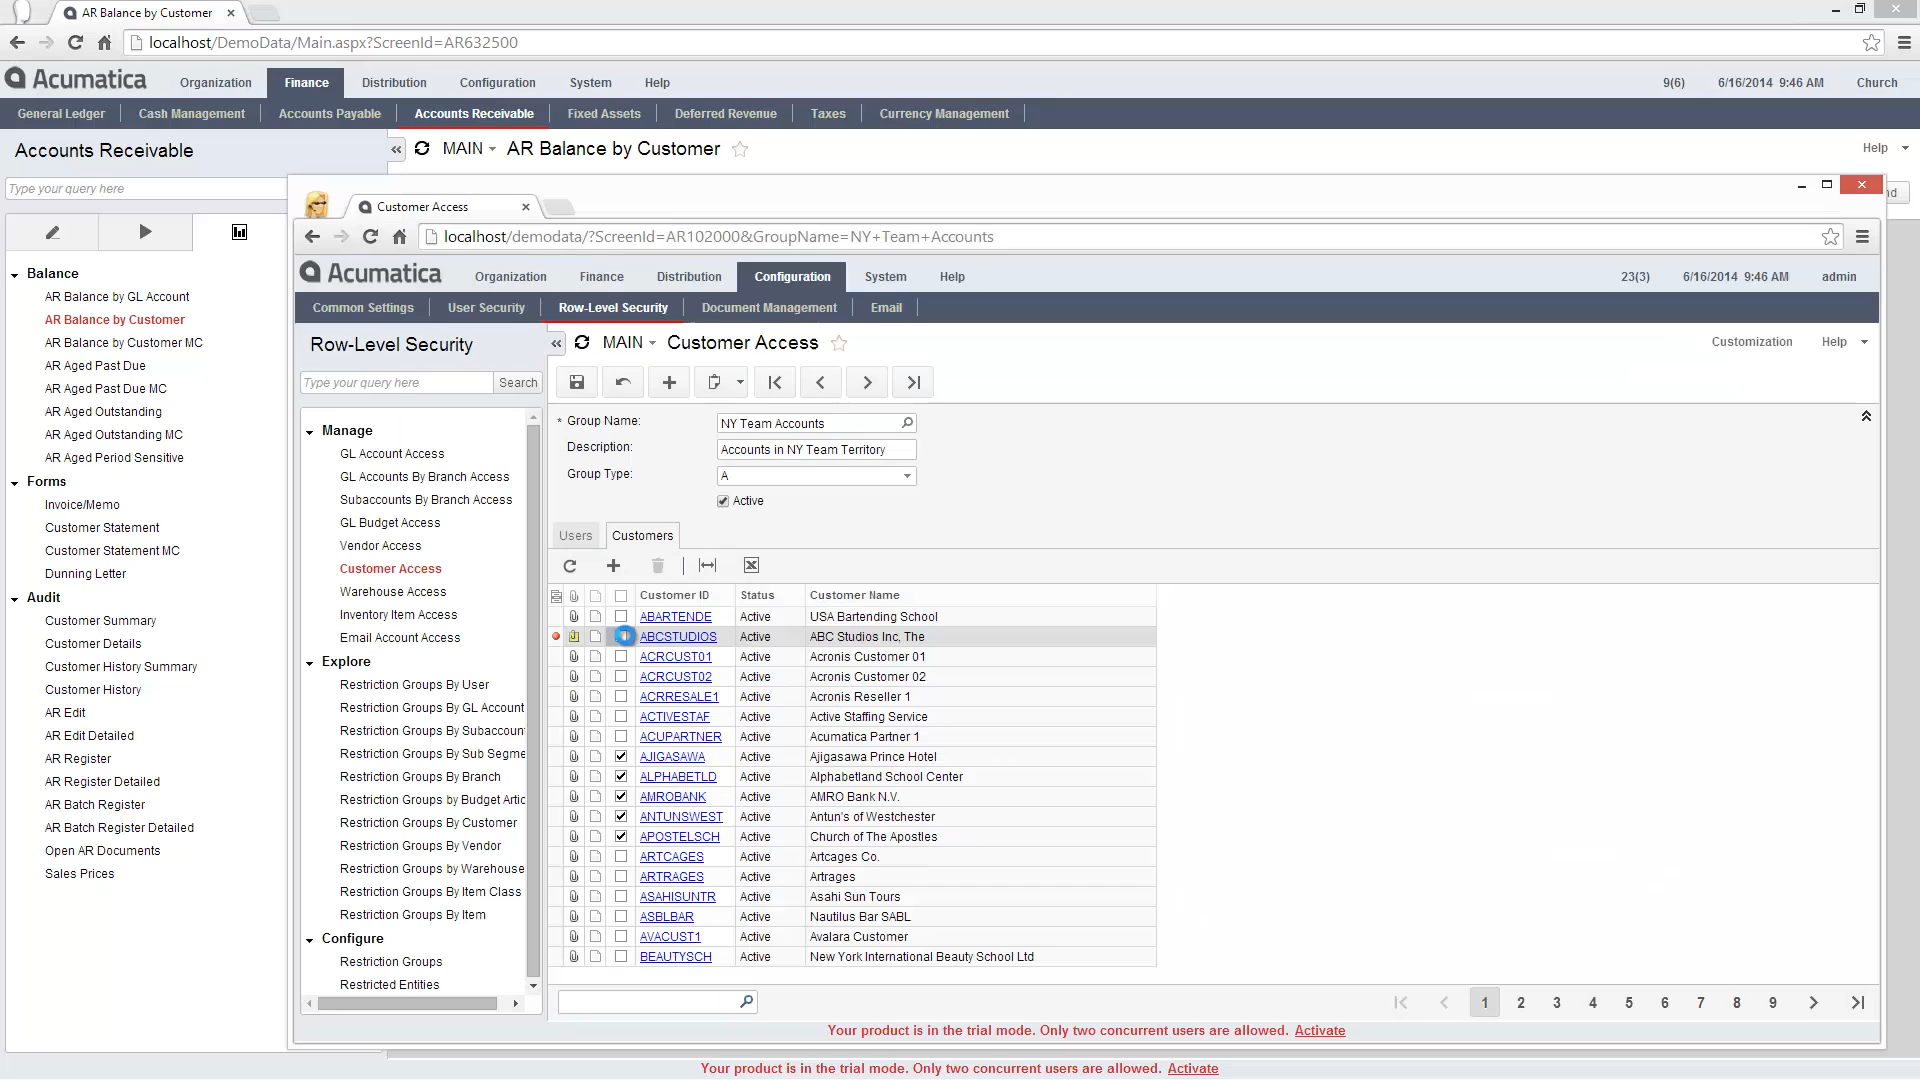 AR Balance by Customer
localhost/DemoData/Main.aspx?ScreenId=AR632500
Acumatica Organization Finance Distribution Configuration System Help 9(6) 6/16/2014 9:46 AM Church
General Ledger Cash Management Accounts Payable Accounts Receivable Fixed Assets Deferred Revenue Taxes Currency Management
Accounts Receivable
MAIN AR Balance by Customer Help
Type your query here
Balance
AR Balance by GL Account
AR Balance by Customer
AR Balance by Customer MC
AR Aged Past Due
AR Aged Past Due MC
AR Aged Outstanding
AR Aged Outstanding MC
AR Aged Period Sensitive
Forms
Invoice/Memo
Customer Statement
Customer Statement MC
Dunning Letter
Audit
Customer Summary
Customer Details
Customer History Summary
Customer History
AR Edit
AR Edit Detailed
AR Register
AR Register Detailed
AR Batch Register
AR Batch Register Detailed
Open AR Documents
Sales Prices
Customer Access
localhost/demodata/?ScreenId=AR102000&GroupName=NY+Team+Accounts
Acumatica Organization Finance Distribution Configuration System Help 23(3) 6/16/2014 9:46 AM admin
Common Settings User Security Row-Level Security Document Management Email
Row-Level Security
MAIN Customer Access Customization Help
Type your query here Search
Manage
GL Account Access
GL Accounts By Branch Access
Subaccounts By Branch Access
GL Budget Access
Vendor Access
Customer Access
Warehouse Access
Inventory Item Access
Email Account Access
Explore
Restriction Groups By User
Restriction Groups By GL Account
Restriction Groups By Subaccoun
Restriction Groups By Sub Segme
Restriction Groups By Branch
Restriction Groups by Budget Artic
Restriction Groups By Customer
Restriction Groups By Vendor
Restriction Groups by Warehouse
Restriction Groups By Item Class
Restriction Groups By Item
Configure
Restriction Groups
Restricted Entities
* Group Name: NY Team Accounts
Description: Accounts in NY Team Territory
Group Type: A
Active
Users Customers
Customer ID Status Customer Name
ABARTENDE Active USA Bartending School
ABCSTUDIOS Active ABC Studios Inc, The
ACRCUST01 Active Acronis Customer 01
ACRCUST02 Active Acronis Customer 02
ACRRESALE1 Active Acronis Reseller 1
ACTIVESTAF Active Active Staffing Service
ACUPARTNER Active Acumatica Partner 1
AJIGASAWA Active Ajigasawa Prince Hotel
ALPHABETLD Active Alphabetland School Center
AMROBANK Active AMRO Bank N.V.
ANTUNSWEST Active Antun's of Westchester
APOSTELSCH Active Church of The Apostles
ARTCAGES Active Artcages Co.
ARTRAGES Active Artrages
ASAHISUNTR Active Asahi Sun Tours
ASBLBAR Active Nautilus Bar SABL
AVACUST1 Active Avalara Customer
BEAUTYSCH Active New York International Beauty School Ltd
1 2 3 4 5 6 7 8 9
Your product is in the trial mode. Only two concurrent users are allowed. Activate
Your product is in the trial mode. Only two concurrent users are allowed. Activate